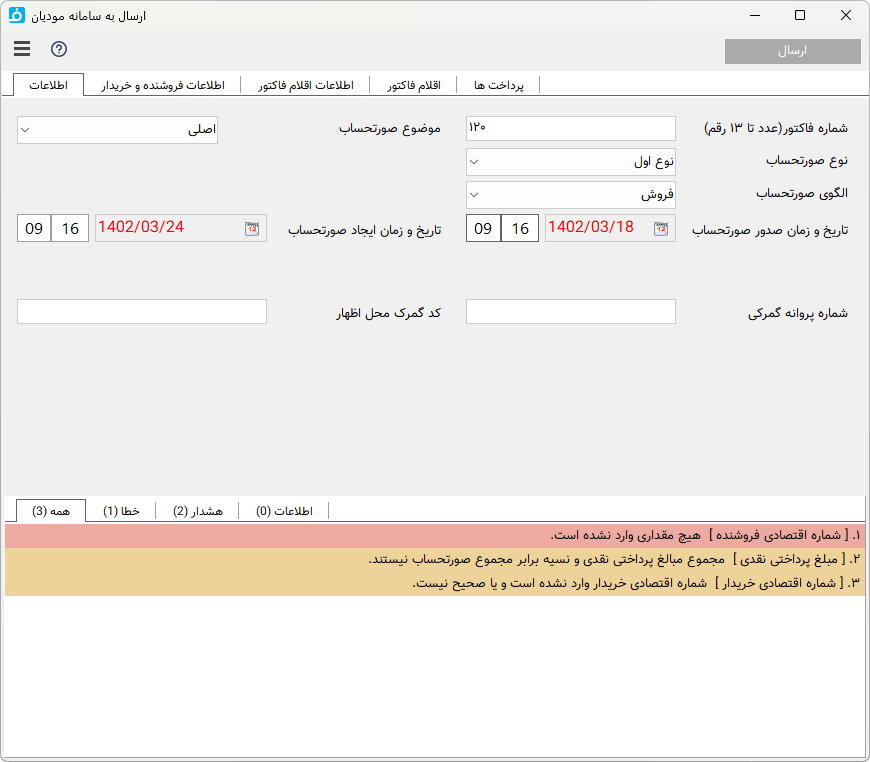 ارسال به سامانه مودیان
ارسال
اطلاعات
اطلاعات فروشنده و خریدار
اطلاعات اقلام فاکتور
اقلام فاکتور
پرداخت ها
شماره فاکتور(عدد تا ۱۳ رقم)
۱۲۰
موضوع صورتحساب
اصلی
نوع صورتحساب
نوع اول
الگوی صورتحساب
فروش
تاریخ و زمان صدور صورتحساب
1402/03/18
12
16
09
تاریخ و زمان ایجاد صورتحساب
1402/03/24
12
16
09
شماره پروانه گمرکی
کد گمرک محل اظهار
همه (3)
خطا (1)
هشدار (2)
اطلاعات (0)
۱. [ شماره اقتصادی فروشنده ] هیچ مقداری وارد نشده است.
۲. [ مبلغ پرداختی نقدی ] مجموع مبالغ پرداختی نقدی و نسیه برابر مجموع صورتحساب نیستند.
۳. [ شماره اقتصادی خریدار ] شماره اقتصادی خریدار وارد نشده است و یا صحیح نیست.